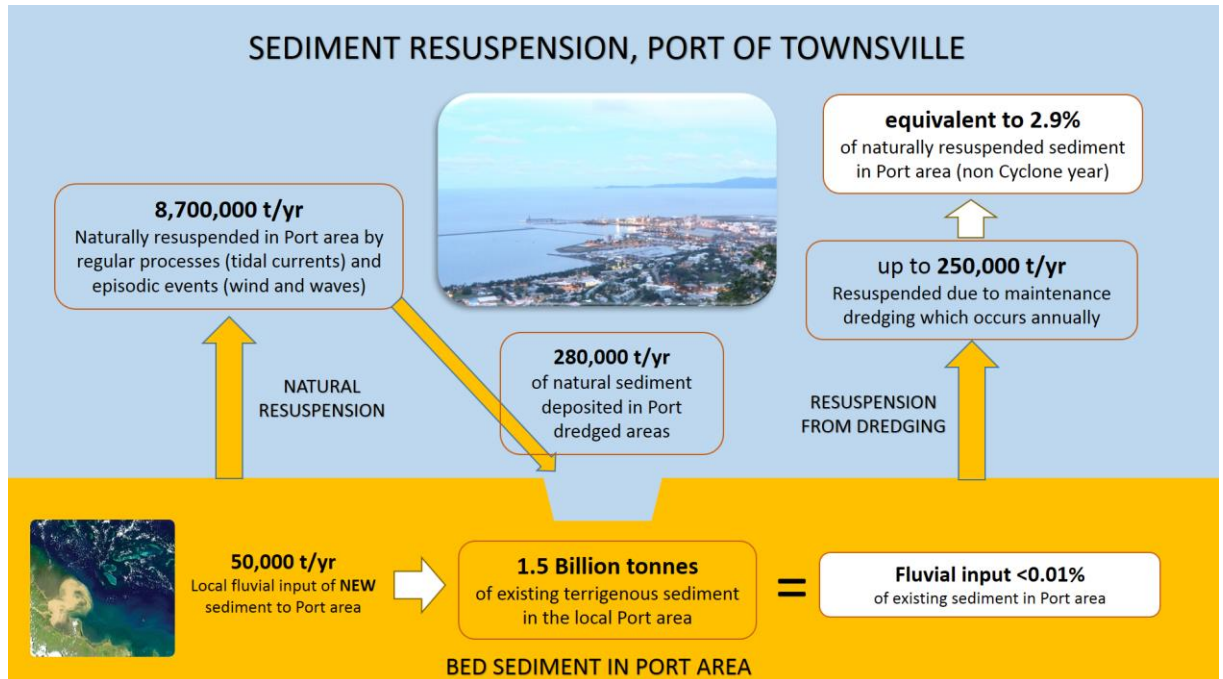 SEDIMENT RESUSPENSION, PORT OF TOWNSVILLE
8,700,000 t/yr
Naturally resuspended in Port area by
regular processes (tidal currents) and
episodic events (wind and waves)
equivalent to 2.9%
of naturally resuspended sediment
in Port area (non Cyclone year)
up to 250,000 t/yr
Resuspended due to maintenance
dredging which occurs annually
280,000 t/yr
of natural sediment
deposited in Port
dredged areas
NATURAL
RESUSPENSION
RESUSPENSION
FROM DREDGING
50,000 t/yr
Local fluvial input of NEW
sediment to Port area
1.5 Billion tonnes
of existing terrigenous sediment
in the local Port area
=
Fluvial input <0.01%
of existing sediment in Port area
BED SEDIMENT IN PORT AREA